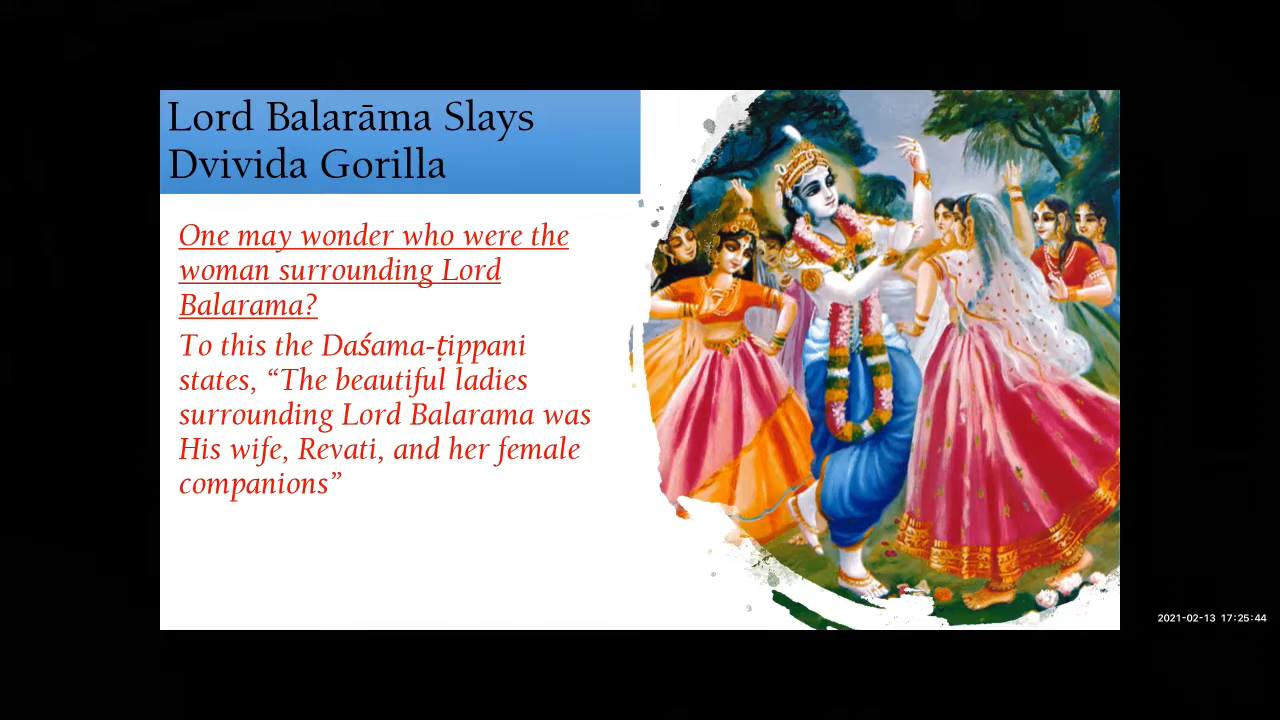 Lord Balarāma Slays
Dvivida Gorilla
One may wonder who were the
woman surrounding Lord
Balarama?
To this the Daśama-ṭippani
states, “The beautiful ladies
surrounding Lord Balarama was
His wife, Revati, and her female
companions”
2021-02-13 17:25:44